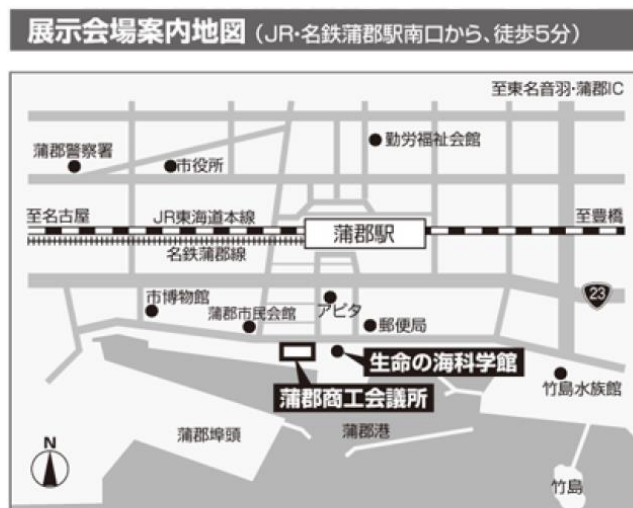 展示会場案内地図(JR・名鉄蒲郡駅南口から、徒歩5分)
至東名音羽・蒲郡IC
勤労福祉会館
蒲郡警察署
市役所
至名古屋
JR東海道本線
至豊橋
蒲郡駅
名鉄蒲郡線
市博物館
アピタ
23
蒲郡市民会館
郵便局
生命の海科学館
竹島水族館
蒲郡商工会議所
蒲郡埠頭
蒲郡港
N
竹島